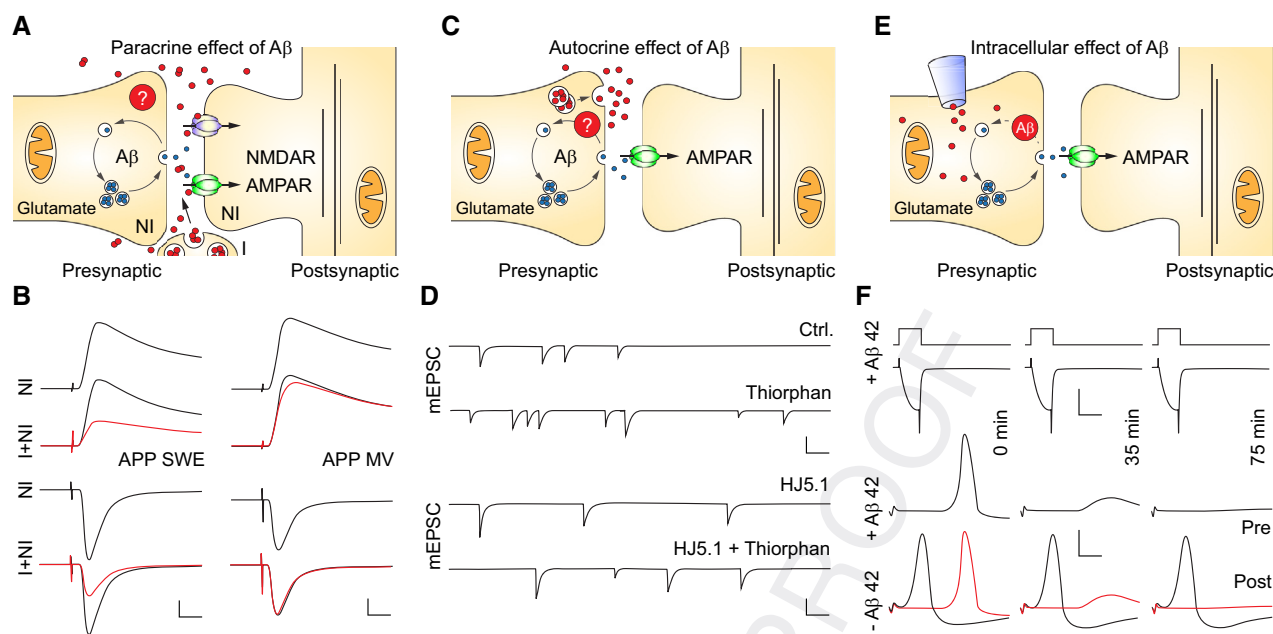 A
Paracrine effect of Aβ
?
Aβ
NMDAR
AMPAR
Glutamate
NI
NI
I
Presynaptic
Postsynaptic
B
NI
I+NI
APP SWE
APP MV
NI
I+NI
C
Autocrine effect of Aβ
?
Aβ
AMPAR
Glutamate
Presynaptic
Postsynaptic
D
mEPSC
Ctrl.
Thiorphan
mEPSC
HJ5.1
HJ5.1 + Thiorphan
E
Intracellular effect of Aβ
Aβ
AMPAR
Glutamate
Presynaptic
Postsynaptic
F
+ Aβ 42
0 min
35 min
75 min
+ Aβ 42
Pre
- Aβ 42
Post
PROOF